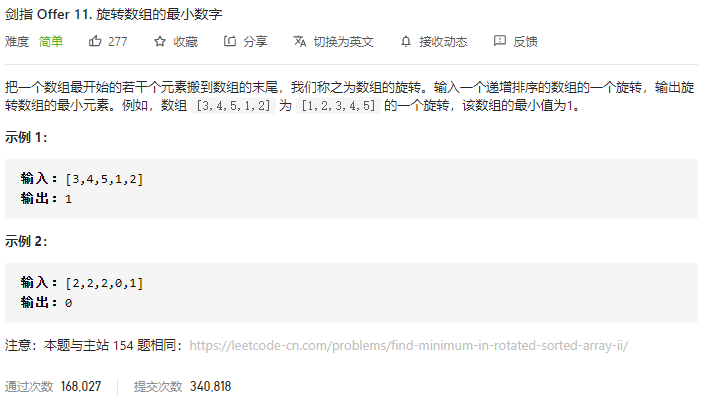 剑指 Offer 11. 旋转数组的最小数字
难度 简单 277 收藏 分享 切换为英文 接收动态 反馈
把一个数组最开始的若干个元素搬到数组的末尾，我们称之为数组的旋转。输入一个递增排序的数组的一个旋转，输出旋
转数组的最小元素。例如，数组 [3,4,5,1,2] 为 [1,2,3,4,5] 的一个旋转，该数组的最小值为1。
示例 1：
输入：[3,4,5,1,2]
输出：1
示例 2：
输入：[2,2,2,0,1]
输出：0
注意：本题与主站 154 题相同：https://leetcode-cn.com/problems/find-minimum-in-rotated-sorted-array-ii/
通过次数 168,027 提交次数 340,818